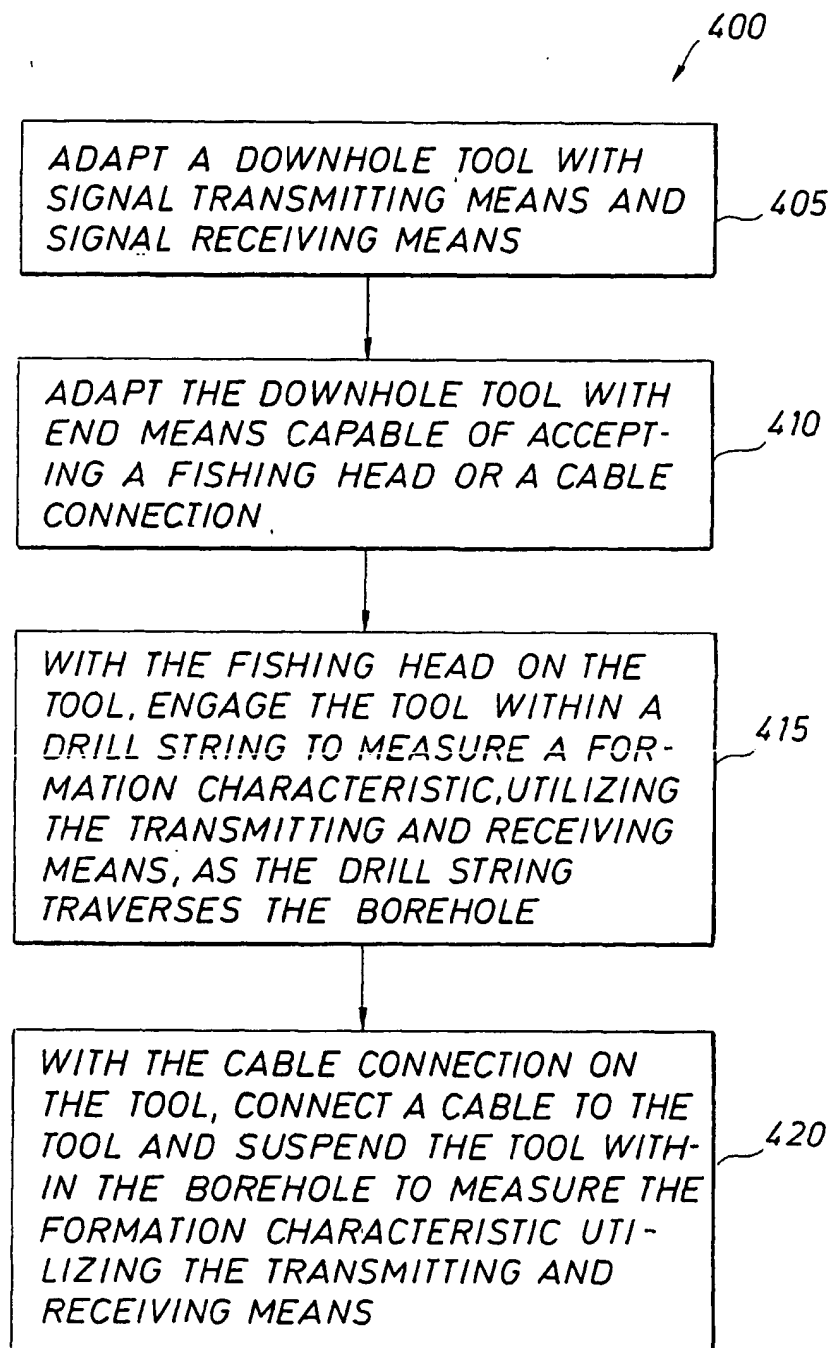 400
ADAPT A DOWNHOLE TOOL WITH
SIGNAL TRANSMITTING MEANS AND
SIGNAL RECEIVING MEANS
405
ADAPT THE DOWNHOLE TOOL WITH
END MEANS CAPABLE OF ACCEPT-
ING A FISHING HEAD OR A CABLE
CONNECTION
410
WITH THE FISHING HEAD ON THE
TOOL, ENGAGE THE TOOL WITHIN A
DRILL STRING TO MEASURE A FOR-
MATION CHARACTERISTIC, UTILIZING
THE TRANSMITTING AND RECEIVING
MEANS, AS THE DRILL STRING
TRAVERSES THE BOREHOLE
415
WITH THE CABLE CONNECTION ON
THE TOOL, CONNECT A CABLE TO THE
TOOL AND SUSPEND THE TOOL WITH-
IN THE BOREHOLE TO MEASURE THE
FORMATION CHARACTERISTIC UTI-
LIZING THE TRANSMITTING AND
RECEIVING MEANS
420